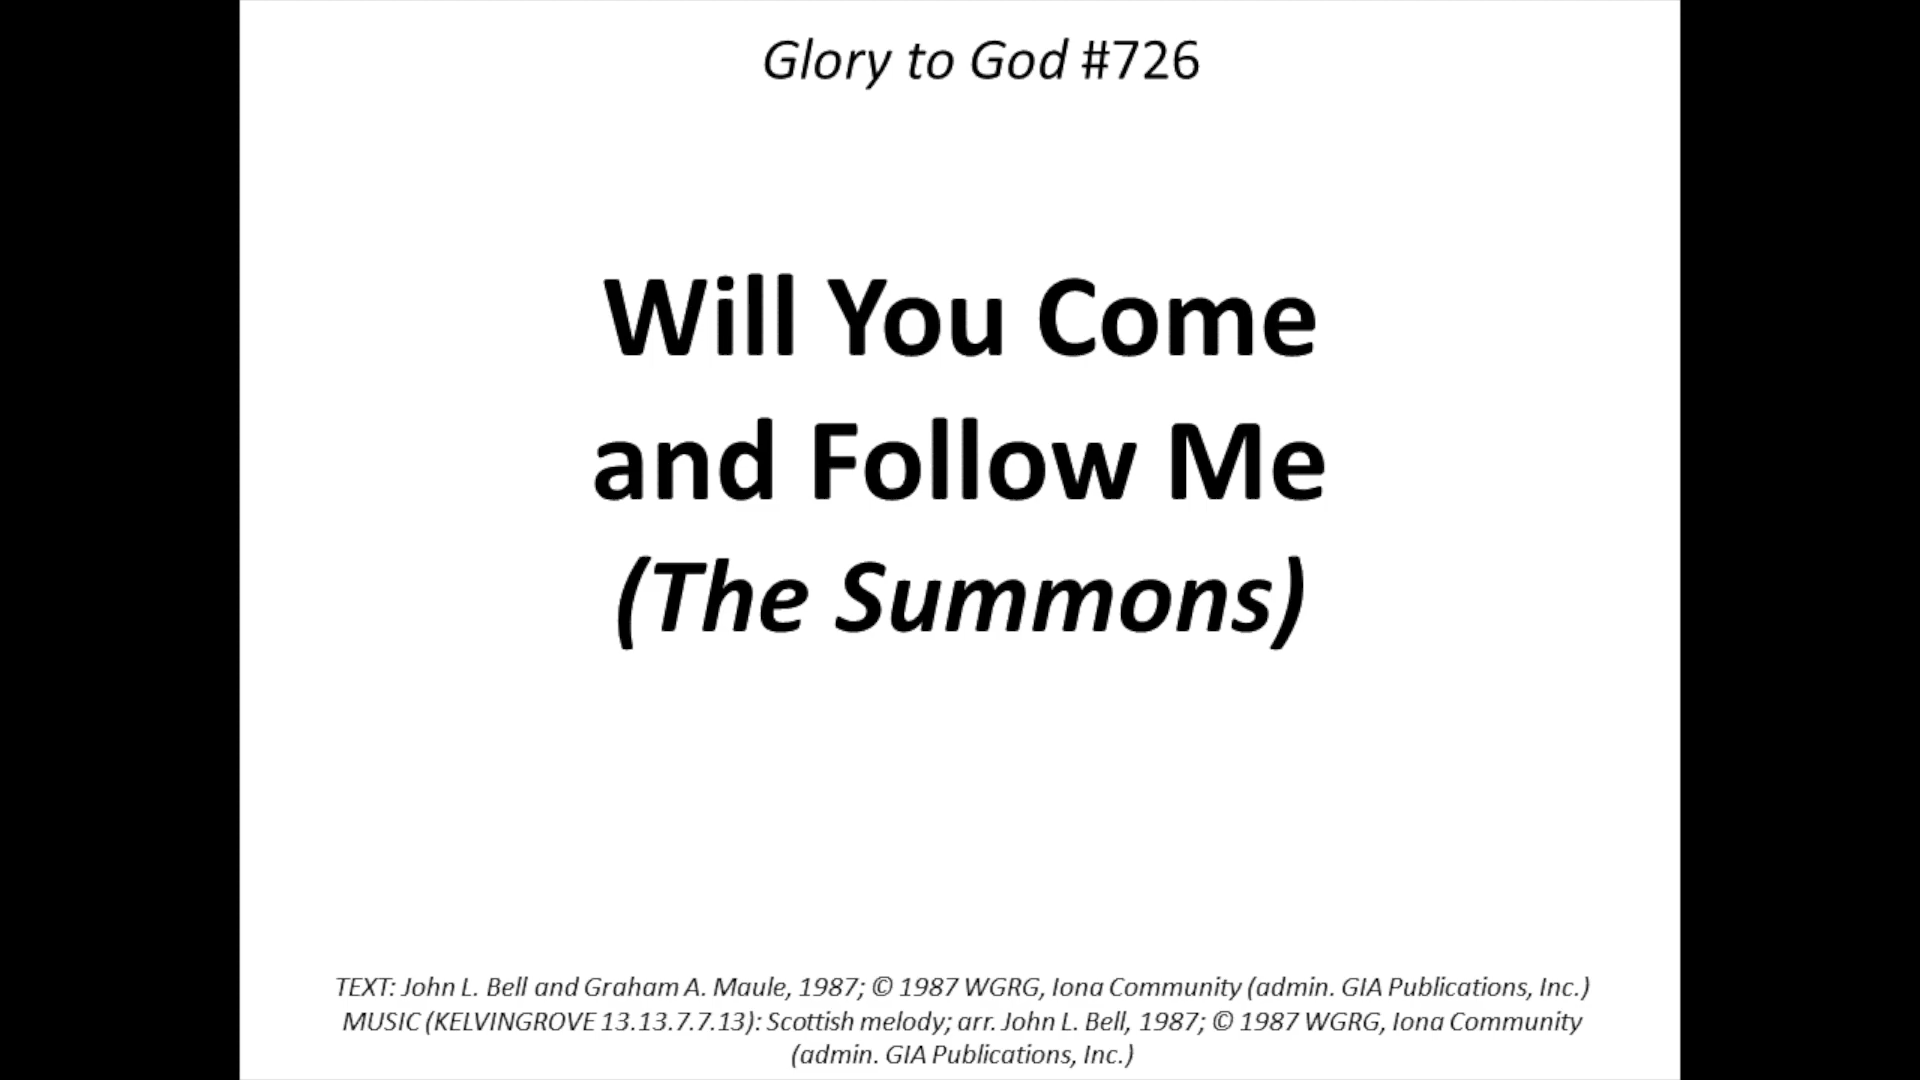 Glory to God #726
Will You Come
and Follow Me
(The Summons)
TEXT: John L. Bell and Graham A. Maule, 1987; © 1987 WGRG, Iona Community (admin. GIA Publications, Inc.)
MUSIC (KELVINGROVE 13.13.7.7.13): Scottish melody; arr. John L. Bell, 1987; © 1987 WGRG, Iona Community
(admin. GIA Publications, Inc.)